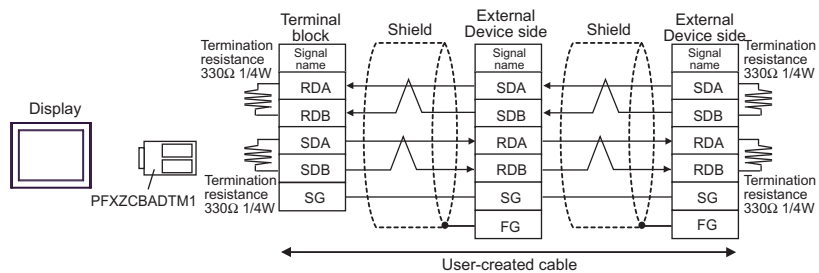 Terminal
block
Shield
External
Device side
Shield
External
Device side
Termination
resistance
330Ω 1/4W
Termination
resistance
330Ω 1/4W
Signal
name
Signal
name
Signal
name
RDA
SDA
SDA
RDB
SDB
SDB
Display
SDA
RDA
RDA
SDB
RDB
RDB
PFXZCBADTM1
Termination
resistance
330Ω 1/4W
Termination
resistance
330Ω 1/4W
SG
SG
SG
FG
FG
User-created cable